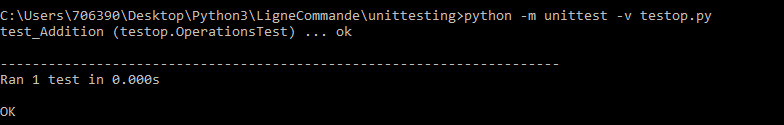 C:\Users\706390\Desktop\Python3\LigneCommande\unittesting>python -m unittest -v testop.py
test_Addition (testop.OperationsTest) ... ok
----------------------------------------------------------------------
Ran 1 test in 0.000s
OK